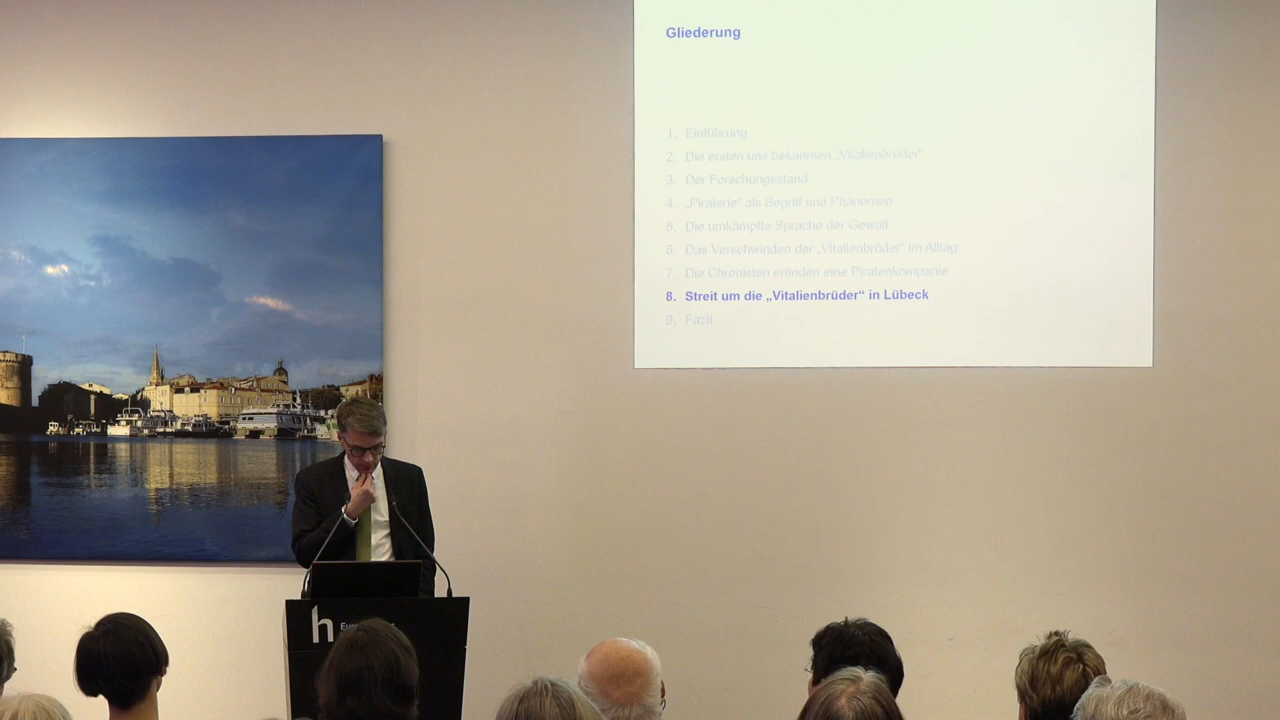 Gliederung
1. Einführung
2. Die ersten uns bekannten „Vitalienbrüder“
3. Der Forschungsstand
4. „Piraterie“ als Begriff und Phänomen
5. Die umkämpfte Sprache der Gewalt
6. Das Verschwinden der „Vitalienbrüder“ im Alltag
7. Die Chronisten erfinden eine Piratenkompanie
8. Streit um die „Vitalienbrüder“ in Lübeck
9. Fazit
h